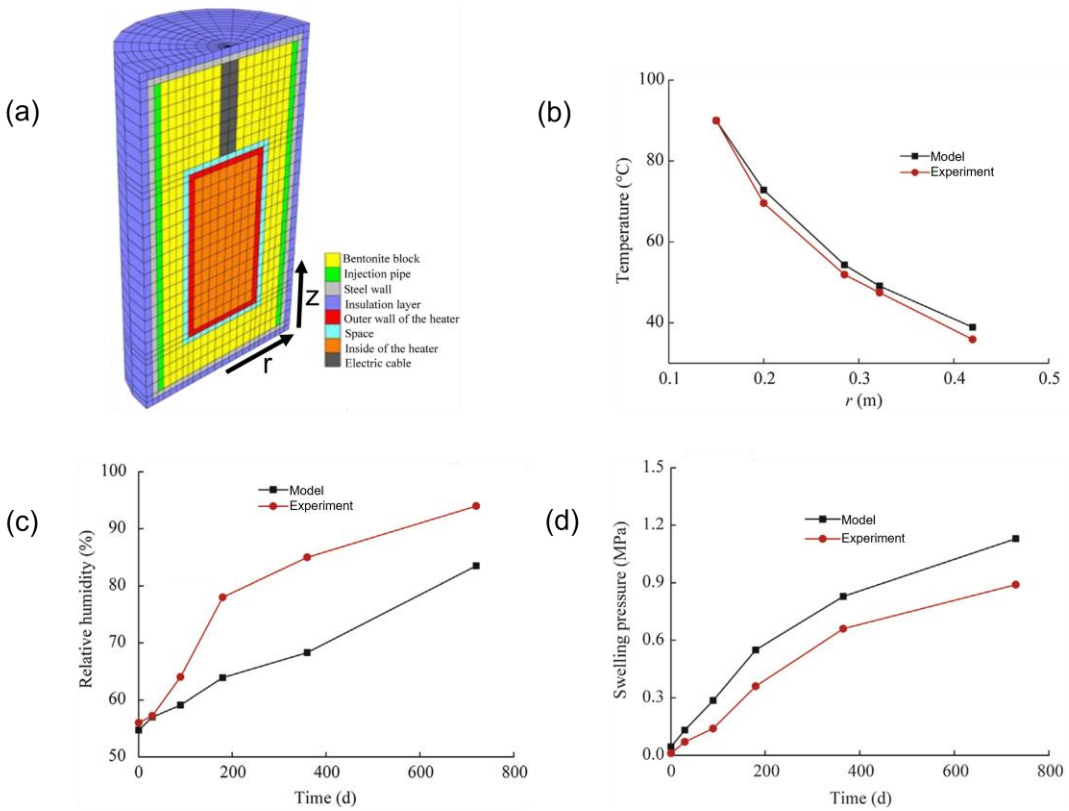 (a)
z
r
Bentonite block
Injection pipe
Steel wall
Insulation layer
Outer wall of the heater
Space
Inside of the heater
Electric cable
(b)
100
80
60
40
Temperature (°C)
Model
Experiment
0.1 0.2 0.3 0.4 0.5
r (m)
(c)
100
90
80
70
60
50
Relative humidity (%)
Model
Experiment
0 200 400 600 800
Time (d)
(d)
1.5
1.2
0.9
0.6
0.3
0.0
Swelling pressure (MPa)
Model
Experiment
0 200 400 600 800
Time (d)